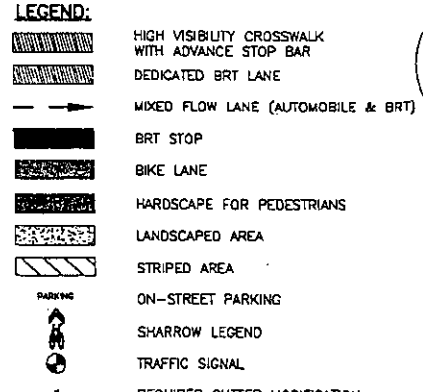 LEGEND:
HIGH VISIBILITY CROSSWALK
WITH ADVANCE STOP BAR
DEDICATED BRT LANE
MIXED FLOW LANE (AUTOMOBILE & BRT)
BRT STOP
BIKE LANE
HARDSCAPE FOR PEDESTRIANS
LANDSCAPED AREA
STRIPED AREA
PARKING
ON-STREET PARKING
SHARROW LEGEND
TRAFFIC SIGNAL